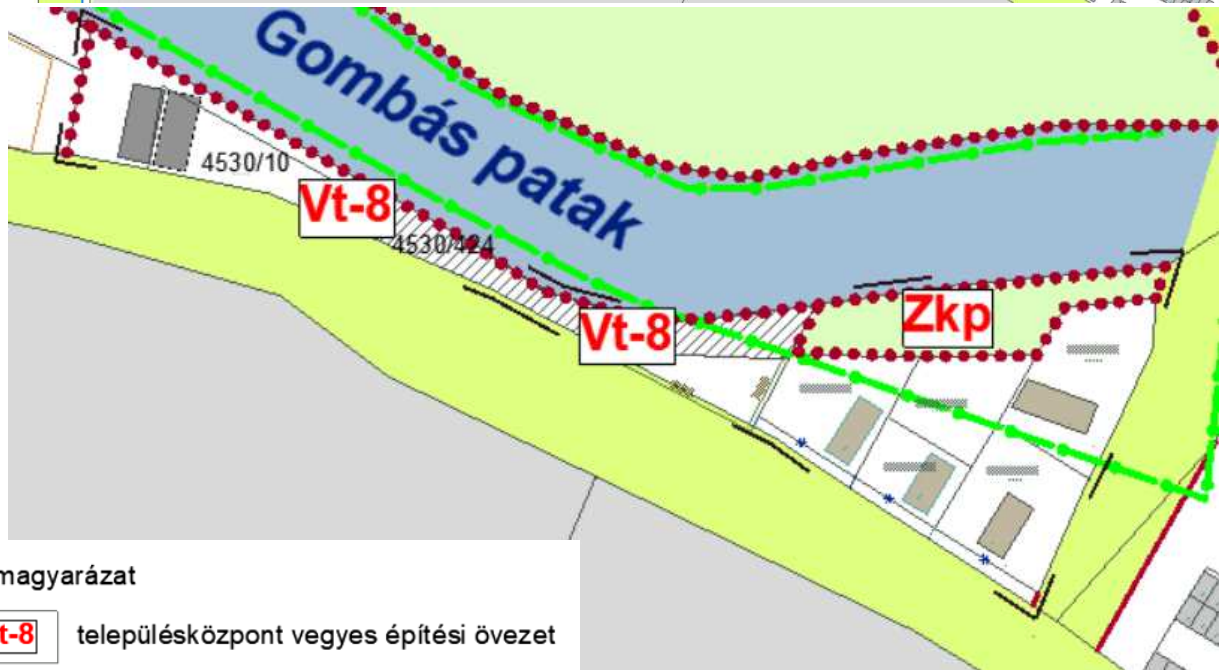 Gombás patak
4530/10
Vt-8
4530/424
Vt-8
Zkp
magyarázat
t-8 településközpont vegyes építési övezet